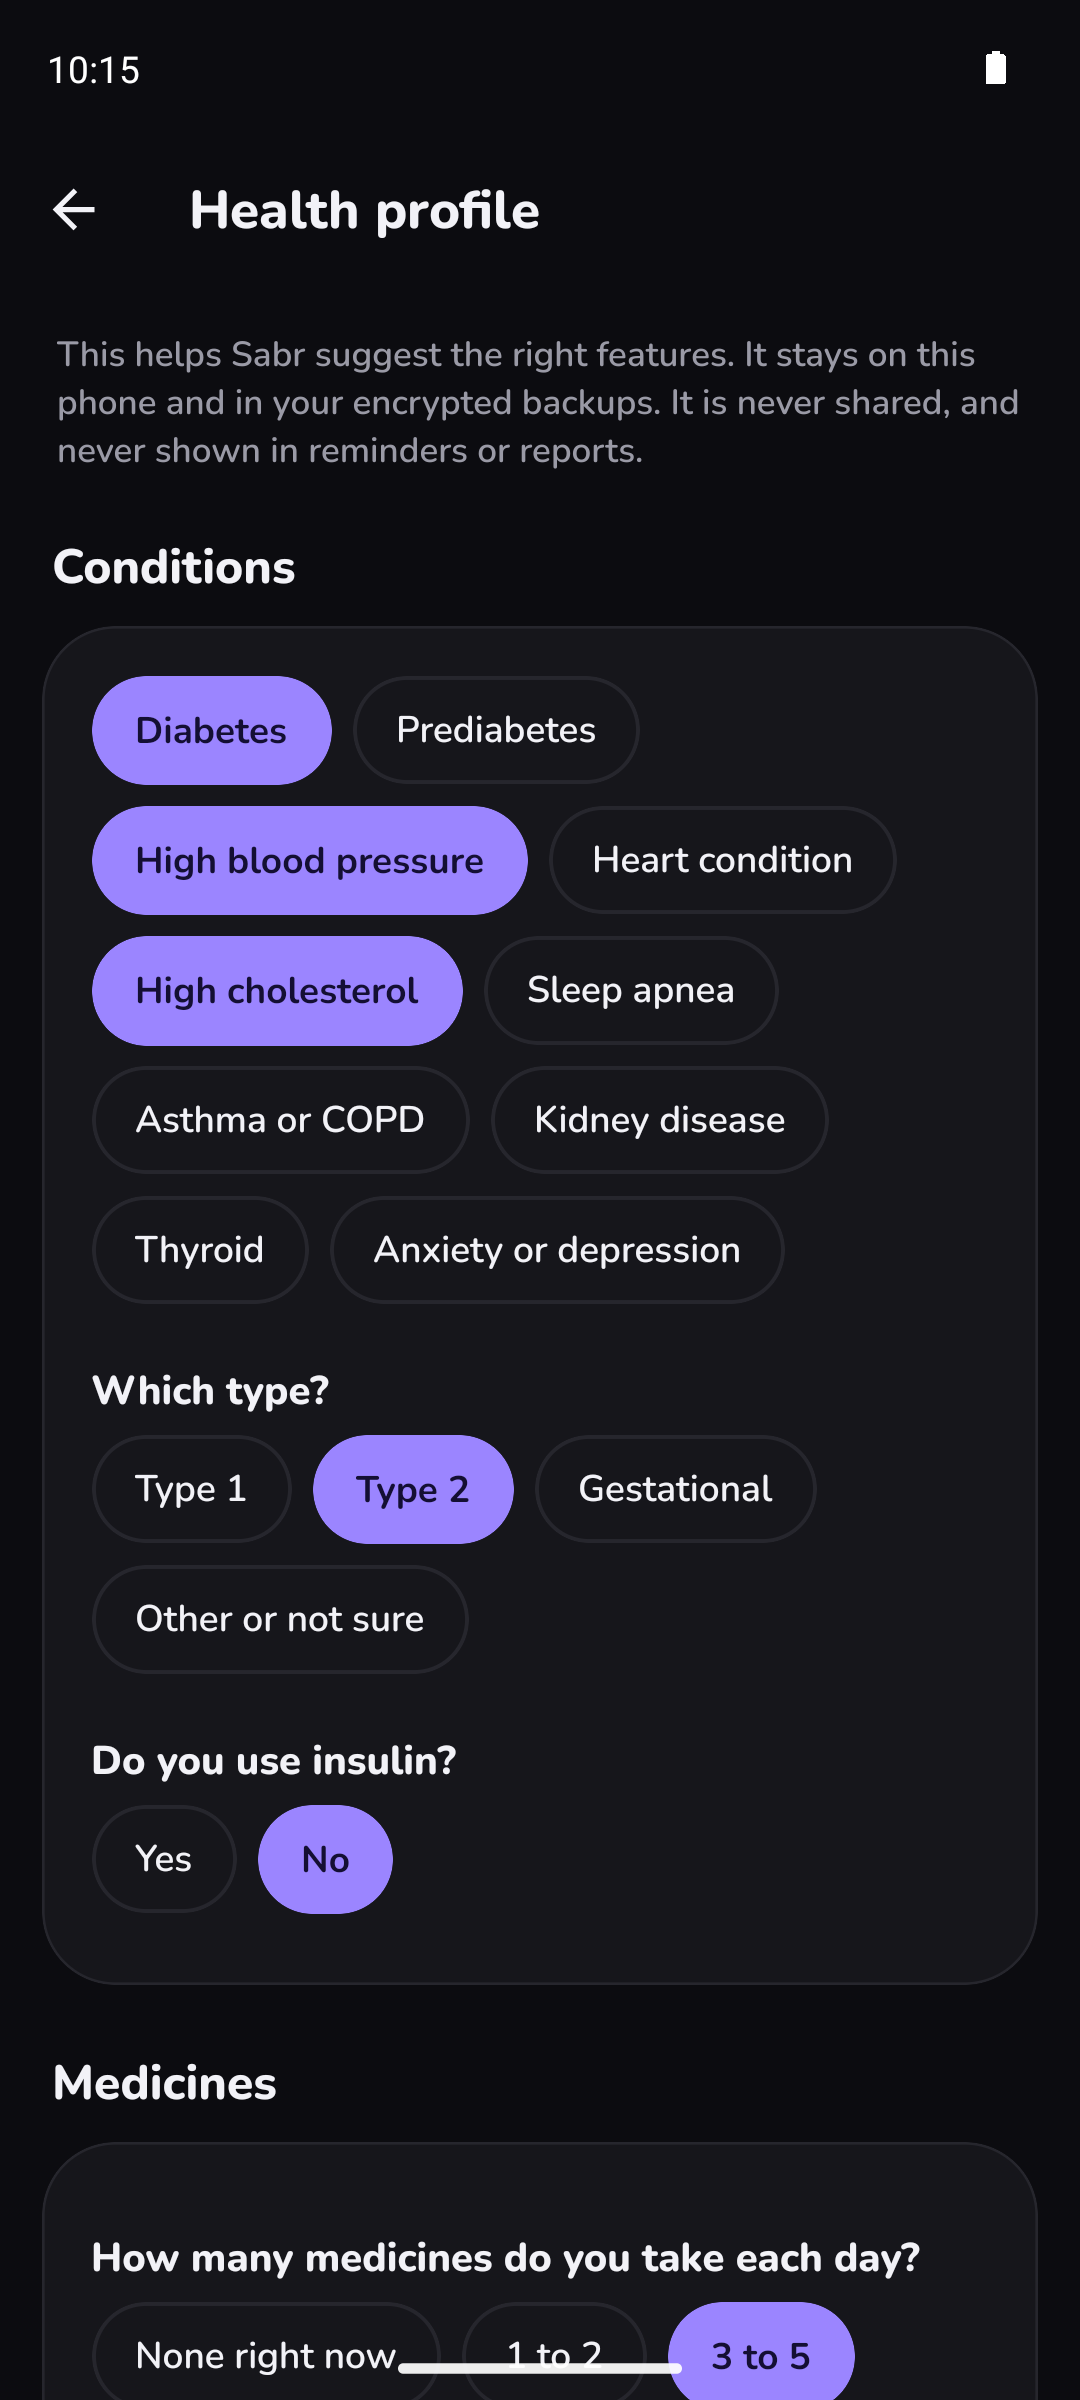 10:15
Health profile
This helps Sabr suggest the right features. It stays on this
phone and in your encrypted backups. It is never shared, and
never shown in reminders or reports.
Conditions
Diabetes Prediabetes
High blood pressure Heart condition
High cholesterol Sleep apnea
Asthma or COPD Kidney disease
Thyroid Anxiety or depression
Which type?
Type 1 Type 2 Gestational
Other or not sure
Do you use insulin?
Yes No
Medicines
How many medicines do you take each day?
None right now 1 to 2 3 to 5